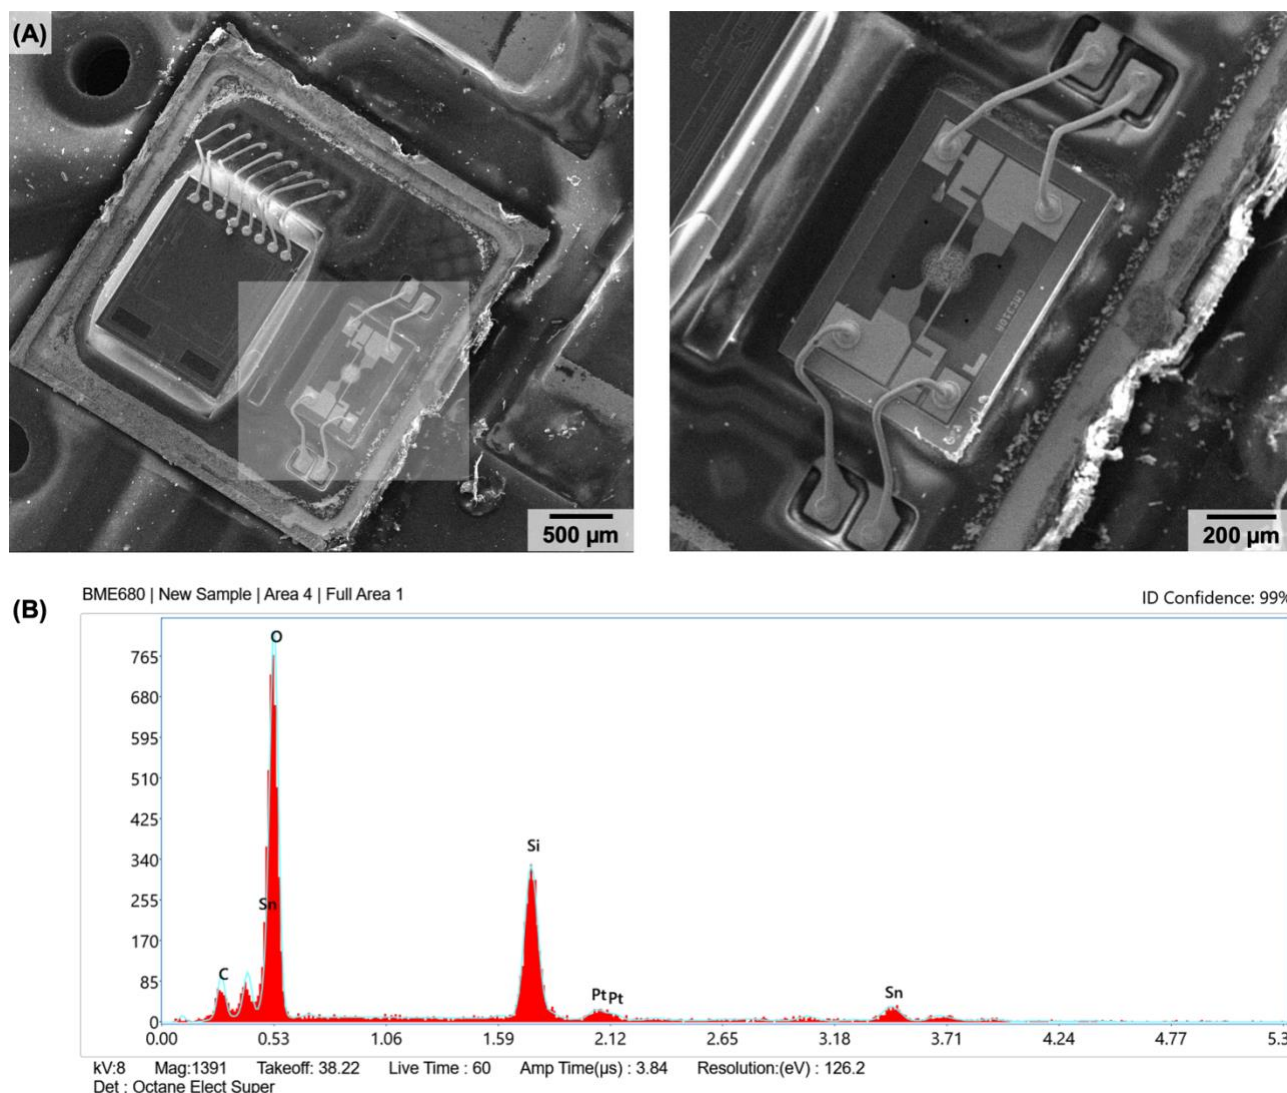 (A)
500 µm
200 µm
(B)
BME680 | New Sample | Area 4 | Full Area 1
ID Confidence: 99%
O
765
680
595
510
425
340
255
170
85
0
Sn
C
Si
Pt Pt
Sn
0.00 0.53 1.06 1.59 2.12 2.65 3.18 3.71 4.24 4.77 5.3
kV:8 Mag:1391 Takeoff: 38.22 Live Time : 60 Amp Time(µs) : 3.84 Resolution:(eV) : 126.2
Det : Octane Elect Super